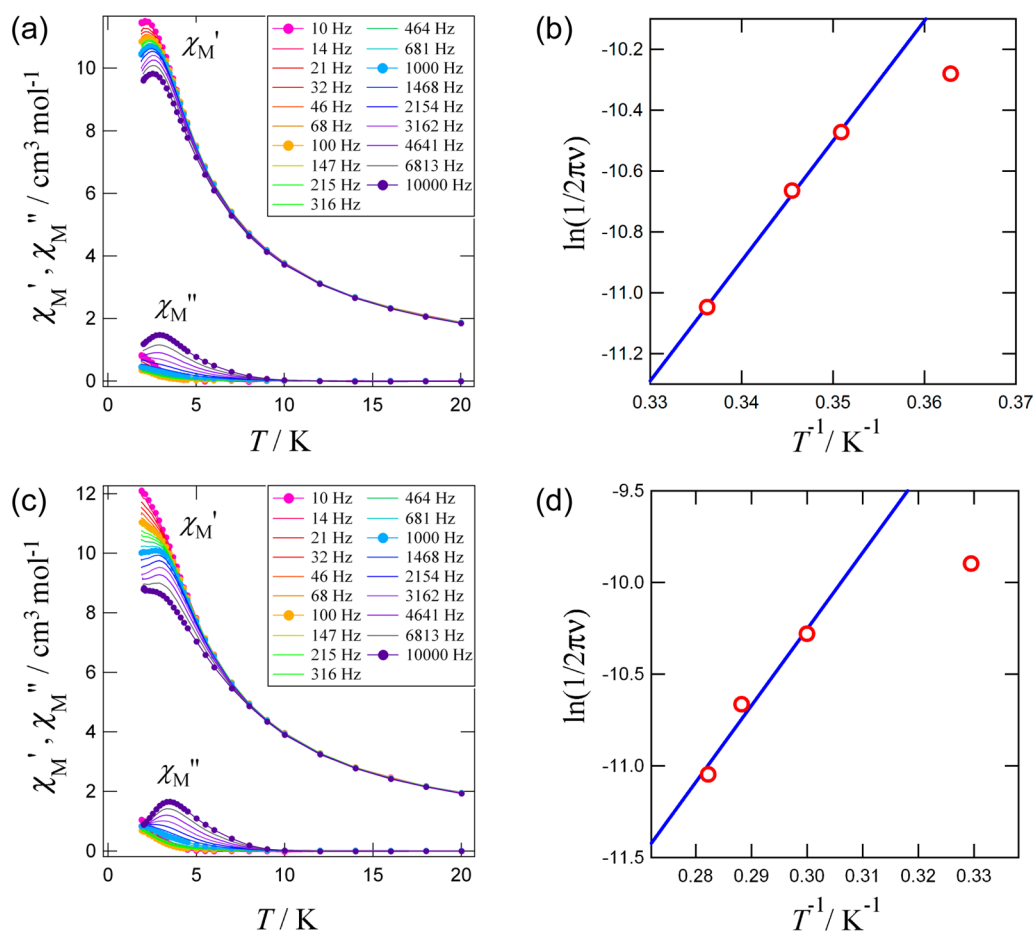 (a)
χM'
10 Hz 464 Hz
14 Hz 681 Hz
21 Hz 1000 Hz
32 Hz 1468 Hz
46 Hz 2154 Hz
68 Hz 3162 Hz
100 Hz 4641 Hz
147 Hz 6813 Hz
215 Hz 10000 Hz
316 Hz
χM"
χM' , χM" / cm³ mol⁻¹
10
8
6
4
2
0
0 5 10 15 20
T / K
(b)
ln(1/2πν)
-10.2
-10.4
-10.6
-10.8
-11.0
-11.2
0.33 0.34 0.35 0.36 0.37
T⁻¹ / K⁻¹
(c)
χM'
10 Hz 464 Hz
14 Hz 681 Hz
21 Hz 1000 Hz
32 Hz 1468 Hz
46 Hz 2154 Hz
68 Hz 3162 Hz
100 Hz 4641 Hz
147 Hz 6813 Hz
215 Hz 10000 Hz
316 Hz
χM"
χM' , χM" / cm³ mol⁻¹
12
10
8
6
4
2
0
0 5 10 15 20
T / K
(d)
ln(1/2πν)
-9.5
-10.0
-10.5
-11.0
-11.5
0.28 0.29 0.30 0.31 0.32 0.33
T⁻¹ / K⁻¹